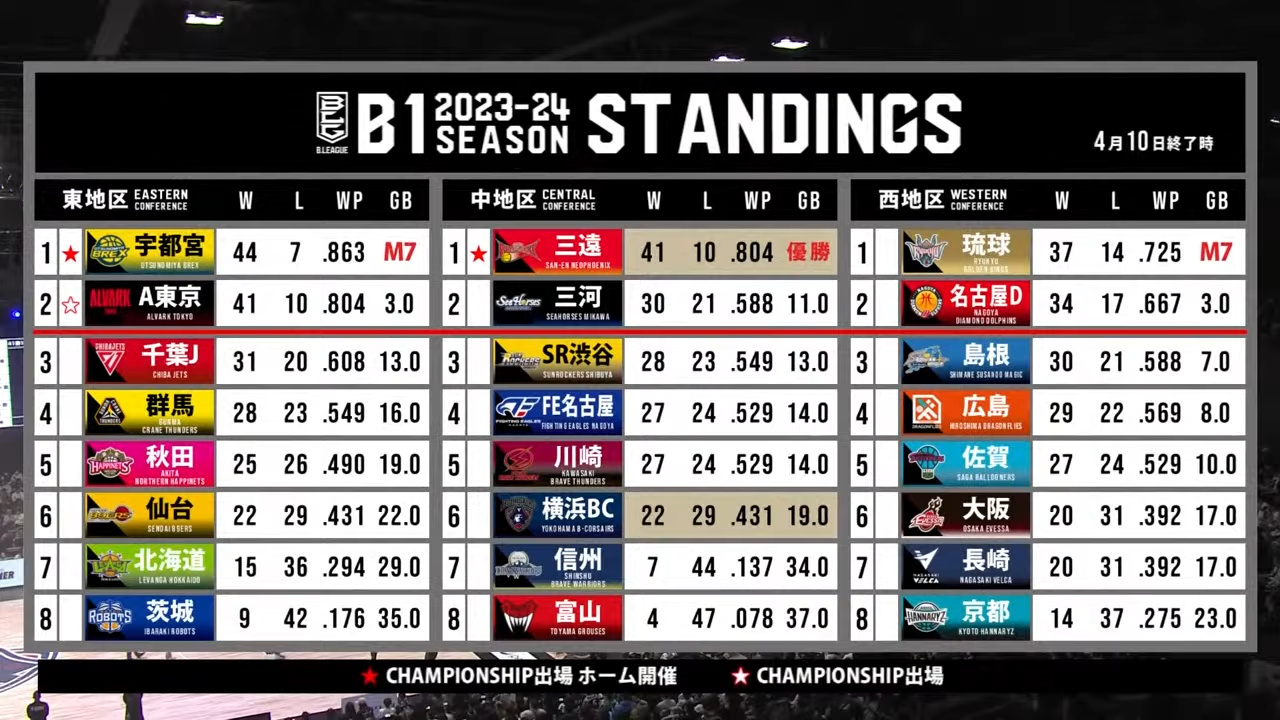 B.LEAGUE B1 2023-24 SEASON STANDINGS
4月10日終了時
東地区 EASTERN CONFERENCE W L WP GB
1 ★ 宇都宮 UTSUNOMIYA BREX 44 7 .863 M7
2 ☆ A東京 ALVARK TOKYO 41 10 .804 3.0
3 千葉J CHIBA JETS 31 20 .608 13.0
4 群馬 GUNMA CRANE THUNDERS 28 23 .549 16.0
5 秋田 AKITA NORTHERN HAPPINETS 25 26 .490 19.0
6 仙台 SENDAI 89ERS 22 29 .431 22.0
7 北海道 LEVANGA HOKKAIDO 15 36 .294 29.0
8 茨城 IBARAKI ROBOTS 9 42 .176 35.0
中地区 CENTRAL CONFERENCE W L WP GB
1 ★ 三遠 SAN-EN NEOPHOENIX 41 10 .804 優勝
2 三河 SEAHORSES MIKAWA 30 21 .588 11.0
3 SR渋谷 SUNROCKERS SHIBUYA 28 23 .549 13.0
4 FE名古屋 FIGHTING EAGLES NAGOYA 27 24 .529 14.0
5 川崎 KAWASAKI BRAVE THUNDERS 27 24 .529 14.0
6 横浜BC YOKOHAMA B-CORSAIRS 22 29 .431 19.0
7 信州 SHINSHU BRAVE WARRIORS 7 44 .137 34.0
8 富山 TOYAMA GROUSES 4 47 .078 37.0
西地区 WESTERN CONFERENCE W L WP GB
1 琉球 RYUKYU GOLDEN KINGS 37 14 .725 M7
2 名古屋D NAGOYA DIAMOND DOLPHINS 34 17 .667 3.0
3 島根 SHIMANE SUSANOO MAGIC 30 21 .588 7.0
4 広島 HIROSHIMA DRAGONFLIES 29 22 .569 8.0
5 佐賀 SAGA BALLOONERS 27 24 .529 10.0
6 大阪 OSAKA EVESSA 20 31 .392 17.0
7 長崎 NAGASAKI VELCA 20 31 .392 17.0
8 京都 KYOTO HANNARYZ 14 37 .275 23.0
★ CHAMPIONSHIP出場 ホーム開催 ★ CHAMPIONSHIP出場